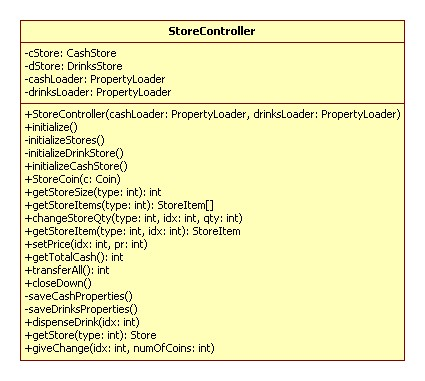 StoreController
-cStore: CashStore
-dStore: DrinksStore
-cashLoader: PropertyLoader
-drinksLoader: PropertyLoader
+StoreController(cashLoader: PropertyLoader, drinksLoader: PropertyLoader)
+initialize()
-initializeStores()
-initializeDrinkStore()
+initializeCashStore()
+StoreCoin(c: Coin)
+getStoreSize(type: int): int
+getStoreItems(type: int): StoreItem[]
+changeStoreQty(type: int, idx: int, qty: int)
+getStoreItem(type: int, idx: int): StoreItem
+setPrice(idx: int, pr: int)
+getTotalCash(): int
+transferAll(): int
+closeDown()
-saveCashProperties()
-saveDrinksProperties()
+dispenseDrink(idx: int)
+getStore(type: int): Store
+giveChange(idx: int, numOfCoins: int)